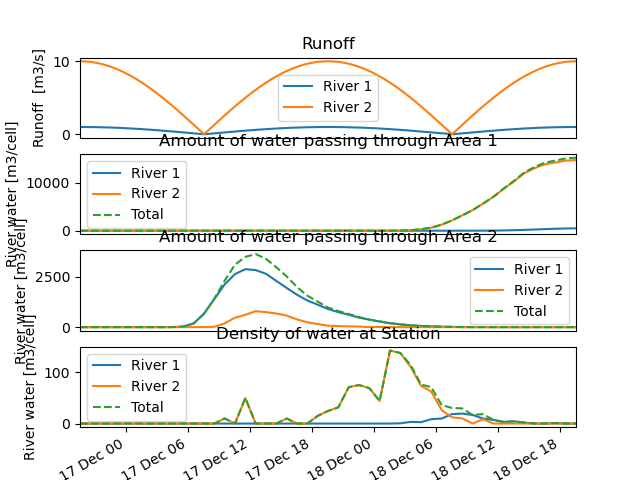 Runoff
Runoff  [m3/s]
10
0
River 1
River 2
Amount of water passing through Area 1
River water [m3/cell]
10000
0
River 1
River 2
Total
Amount of water passing through Area 2
River water [m3/cell]
2500
0
River 1
River 2
Total
Density of water at Station
River water [m3/cell]
100
0
River 1
River 2
Total
17 Dec 00
17 Dec 06
17 Dec 12
17 Dec 18
18 Dec 00
18 Dec 06
18 Dec 12
18 Dec 18